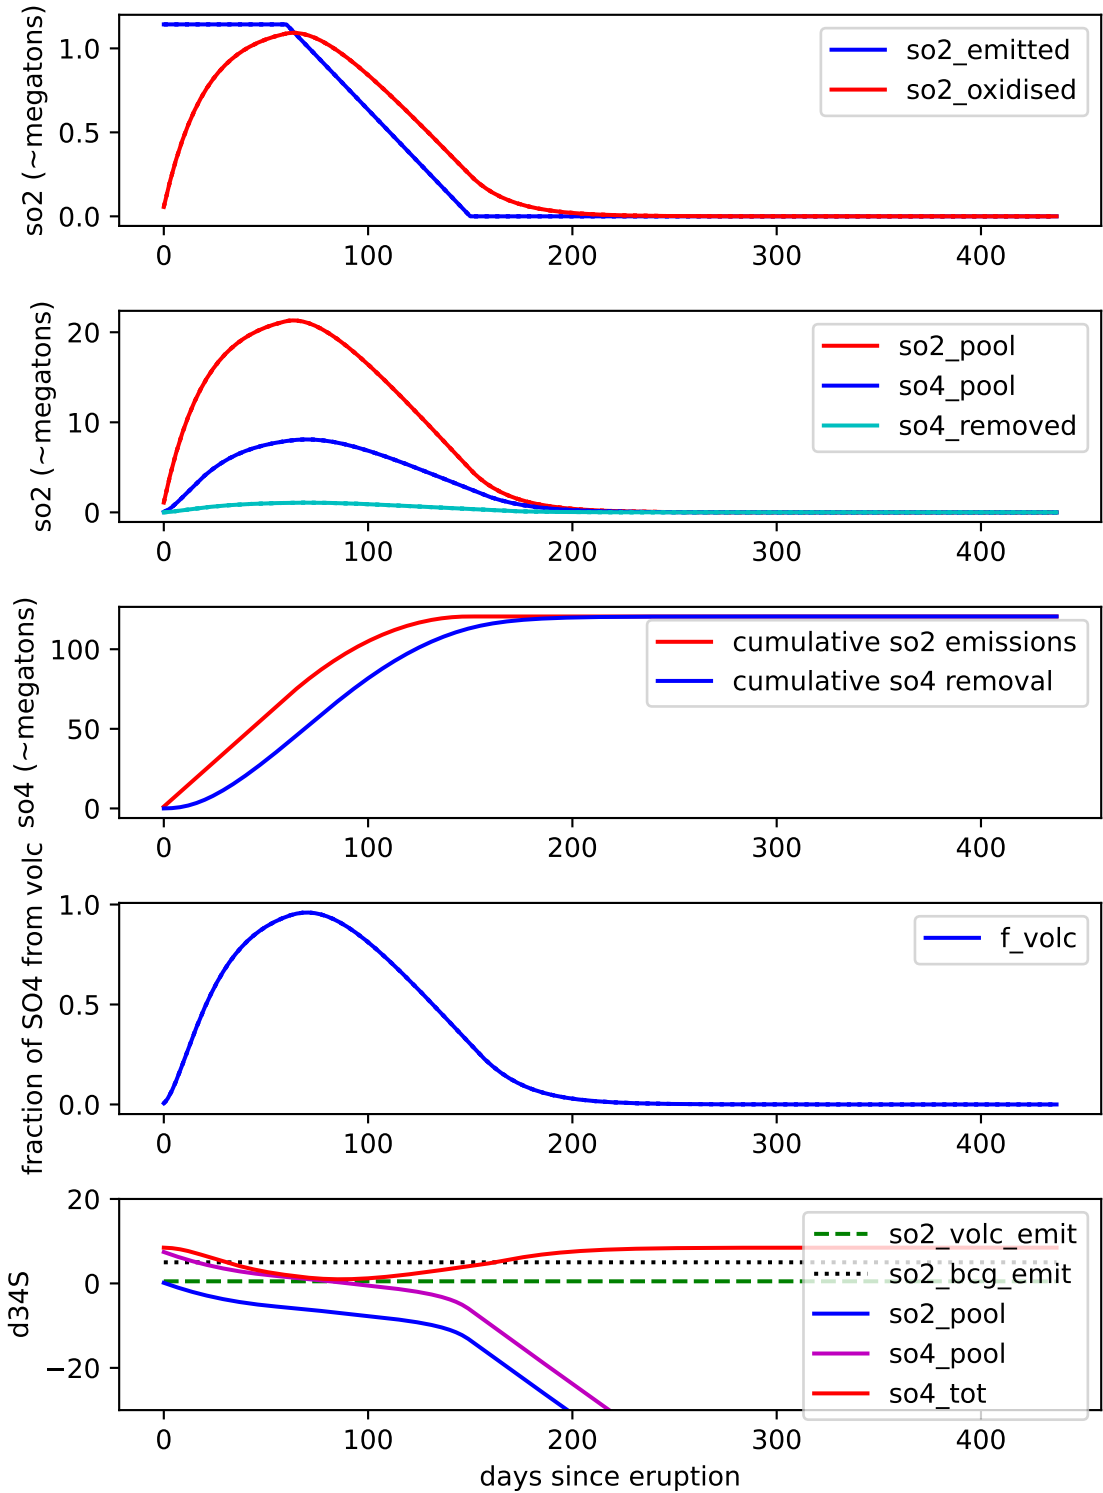 so2 (~megatons)
1.0
0.5
0.0
so2_emitted
so2_oxidised
0 100 200 300 400
so2 (~megatons)
20
10
0
so2_pool
so4_pool
so4_removed
0 100 200 300 400
so4 (~megatons)
100
50
0
cumulative so2 emissions
cumulative so4 removal
0 100 200 300 400
fraction of SO4 from volc
1.0
0.5
0.0
f_volc
0 100 200 300 400
d34S
20
0
−20
so2_volc_emit
so2_bcg_emit
so2_pool
so4_pool
so4_tot
0 100 200 300 400
days since eruption